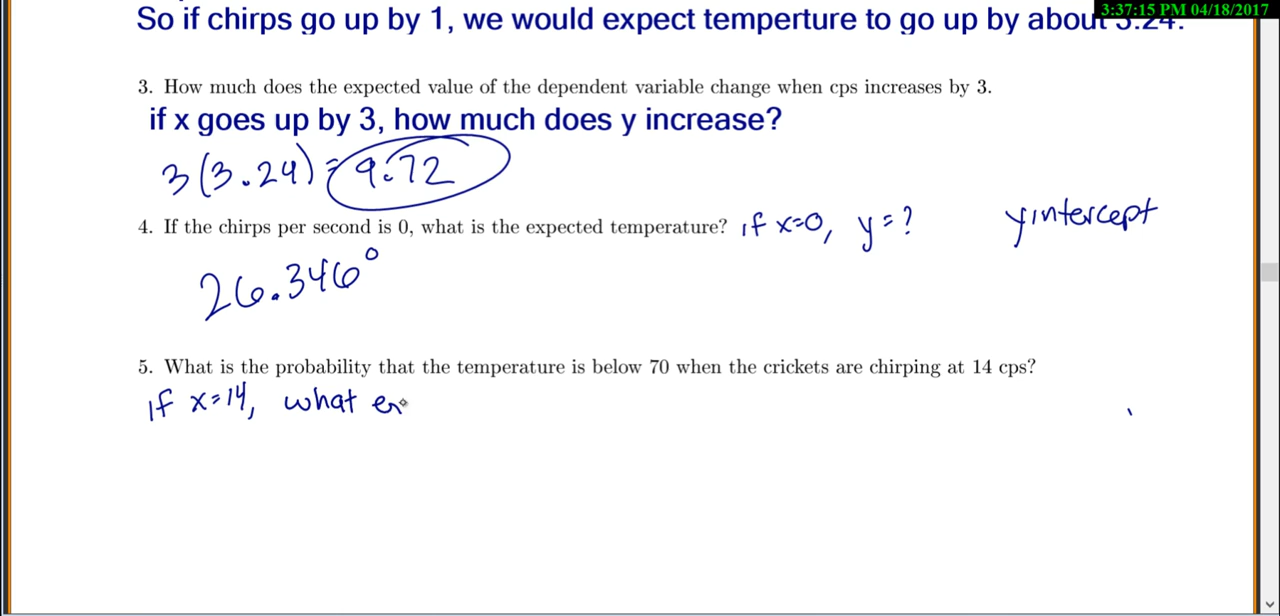 3:37:15 PM 04/18/2017
So if chirps go up by 1, we would expect temperture to go up by about 3.24.
3. How much does the expected value of the dependent variable change when cps increases by 3.
if x goes up by 3, how much does y increase?
3(3.24)=9.72
4. If the chirps per second is 0, what is the expected temperature? if x=0, y=? yintercept
26.346°
5. What is the probability that the temperature is below 70 when the crickets are chirping at 14 cps?
If x=14, what